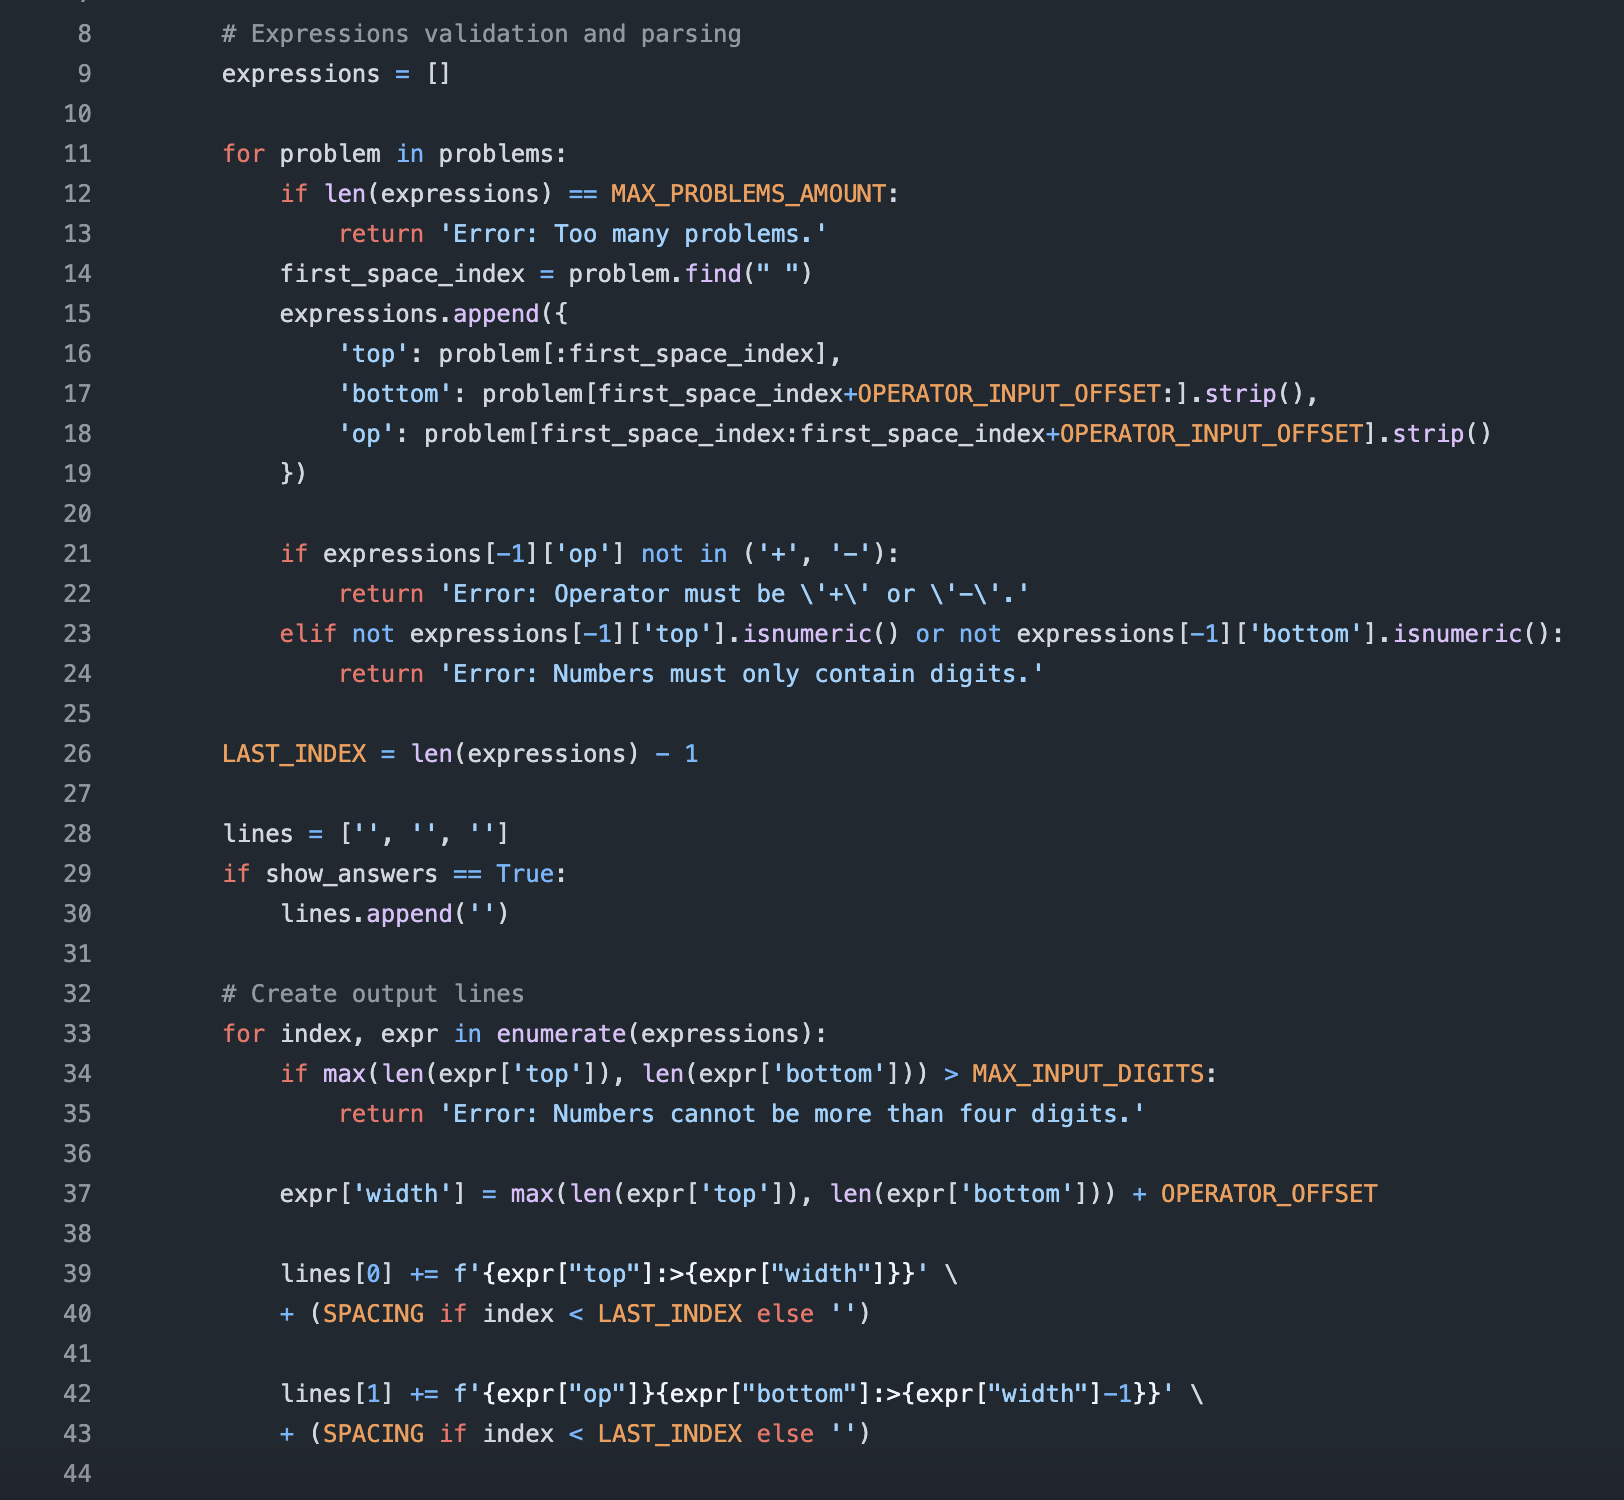 8 # Expressions validation and parsing
9 expressions = []
10
11 for problem in problems:
12     if len(expressions) == MAX_PROBLEMS_AMOUNT:
13         return 'Error: Too many problems.'
14     first_space_index = problem.find(" ")
15     expressions.append({
16         'top': problem[:first_space_index],
17         'bottom': problem[first_space_index+OPERATOR_INPUT_OFFSET:].strip(),
18         'op': problem[first_space_index:first_space_index+OPERATOR_INPUT_OFFSET].strip()
19     })
20
21     if expressions[-1]['op'] not in ('+', '-'):
22         return 'Error: Operator must be \'+\' or \'-\'.'
23     elif not expressions[-1]['top'].isnumeric() or not expressions[-1]['bottom'].isnumeric():
24         return 'Error: Numbers must only contain digits.'
25
26 LAST_INDEX = len(expressions) - 1
27
28 lines = ['', '', '']
29 if show_answers == True:
30     lines.append('')
31
32 # Create output lines
33 for index, expr in enumerate(expressions):
34     if max(len(expr['top']), len(expr['bottom'])) > MAX_INPUT_DIGITS:
35         return 'Error: Numbers cannot be more than four digits.'
36
37     expr['width'] = max(len(expr['top']), len(expr['bottom'])) + OPERATOR_OFFSET
38
39     lines[0] += f'{expr["top"]:>{expr["width"]}}' \
40     + (SPACING if index < LAST_INDEX else '')
41
42     lines[1] += f'{expr["op"]}{expr["bottom"]:>{expr["width"]-1}}' \
43     + (SPACING if index < LAST_INDEX else '')
44